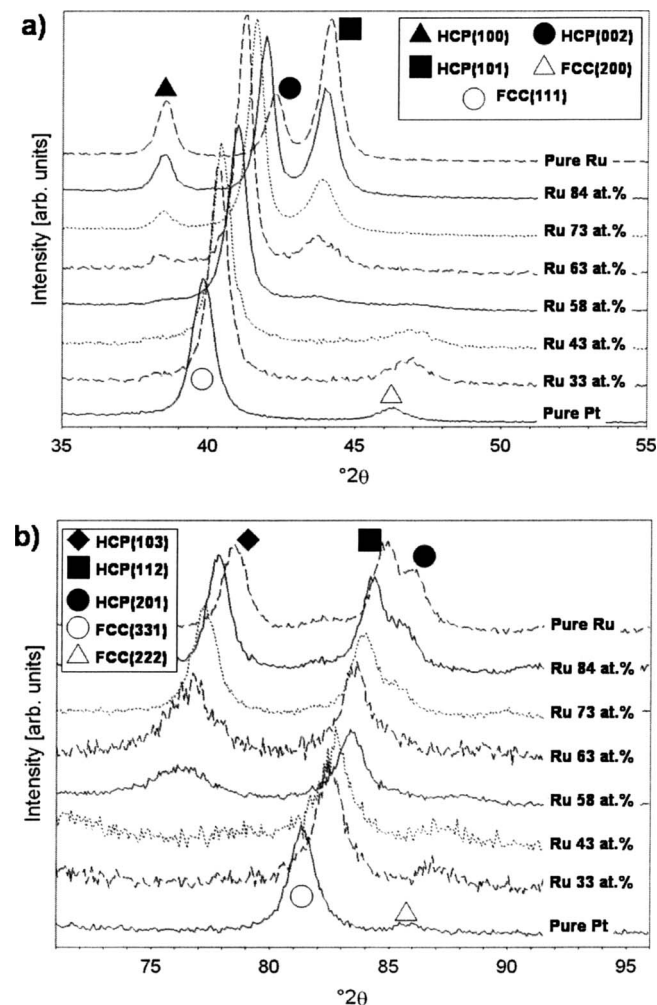 a)
HCP(100)
HCP(002)
HCP(101)
FCC(200)
FCC(111)
Intensity [arb. units]
Pure Ru
Ru 84 at.%
Ru 73 at.%
Ru 63 at.%
Ru 58 at.%
Ru 43 at.%
Ru 33 at.%
Pure Pt
35 40 45 50 55
°2θ
b)
HCP(103)
HCP(112)
HCP(201)
FCC(331)
FCC(222)
Intensity [arb. units]
Pure Ru
Ru 84 at.%
Ru 73 at.%
Ru 63 at.%
Ru 58 at.%
Ru 43 at.%
Ru 33 at.%
Pure Pt
75 80 85 90 95
°2θ